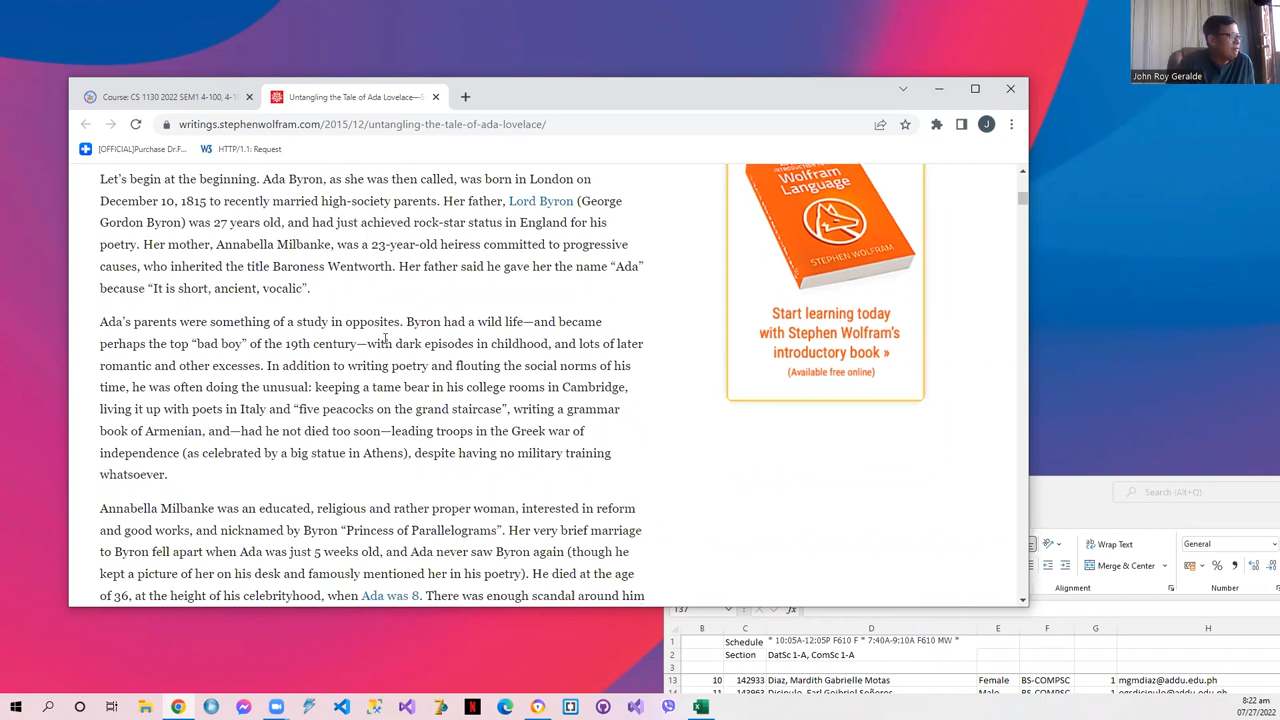 John Roy Geralde
Course: CS 1130 2022 SEM1 4-100, 4-1
Untangling the Tale of Ada Lovelace—S
writings.stephenwolfram.com/2015/12/untangling-the-tale-of-ada-lovelace/
J
[OFFICIAL]Purchase Dr.F...
W3 HTTP/1.1: Request
Let's begin at the beginning. Ada Byron, as she was then called, was born in London on
December 10, 1815 to recently married high-society parents. Her father, Lord Byron (George
Gordon Byron) was 27 years old, and had just achieved rock-star status in England for his
poetry. Her mother, Annabella Milbanke, was a 23-year-old heiress committed to progressive
causes, who inherited the title Baroness Wentworth. Her father said he gave her the name “Ada”
because “It is short, ancient, vocalic”.
Ada's parents were something of a study in opposites. Byron had a wild life—and became
perhaps the top “bad boy” of the 19th century—with dark episodes in childhood, and lots of later
romantic and other excesses. In addition to writing poetry and flouting the social norms of his
time, he was often doing the unusual: keeping a tame bear in his college rooms in Cambridge,
living it up with poets in Italy and “five peacocks on the grand staircase”, writing a grammar
book of Armenian, and—had he not died too soon—leading troops in the Greek war of
independence (as celebrated by a big statue in Athens), despite having no military training
whatsoever.
Annabella Milbanke was an educated, religious and rather proper woman, interested in reform
and good works, and nicknamed by Byron “Princess of Parallelograms”. Her very brief marriage
to Byron fell apart when Ada was just 5 weeks old, and Ada never saw Byron again (though he
kept a picture of her on his desk and famously mentioned her in his poetry). He died at the age
of 36, at the height of his celebrityhood, when Ada was 8. There was enough scandal around him
Wolfram
Language
STEPHEN WOLFRAM
Start learning today
with Stephen Wolfram's
introductory book »
(Available free online)
Search (Alt+Q)
Wrap Text
General
Merge & Center
Alignment
Number
B C D E F G H
1 Schedule * 10:05A-12:05P F610 F * 7:40A-9:10A F610 MW *
2 Section DatSc 1-A, ComSc 1-A
3
13 10 142933 Diaz, Mardith Gabrielle Motas Female BS-COMPSC 1 mgmdiaz@addu.edu.ph
8:22 am
07/27/2022